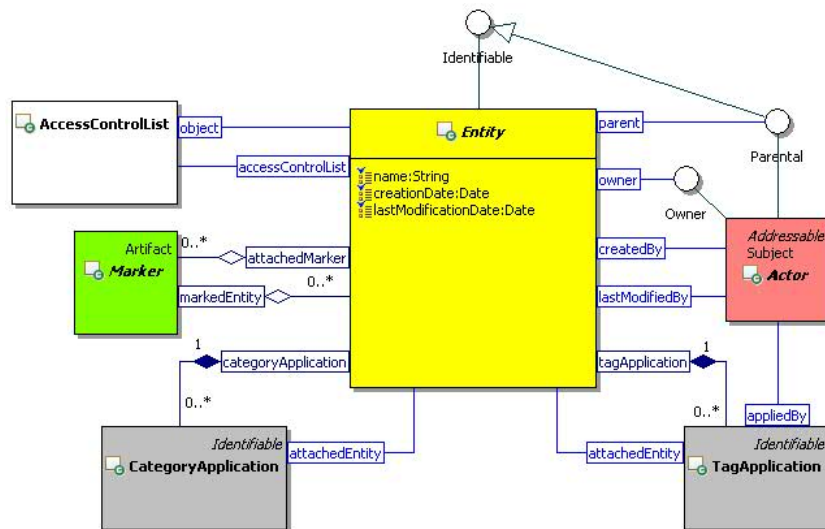 Identifiable
AccessControlList
object
accessControlList
Entity
name:String
creationDate:Date
lastModificationDate:Date
parent
Parental
owner
Owner
Addressable
Subject
Actor
createdBy
lastModifiedBy
Artifact
Marker
0..*
attachedMarker
markedEntity
0..*
1
categoryApplication
0..*
tagApplication
1
0..*
appliedBy
Identifiable
CategoryApplication
attachedEntity
attachedEntity
Identifiable
TagApplication